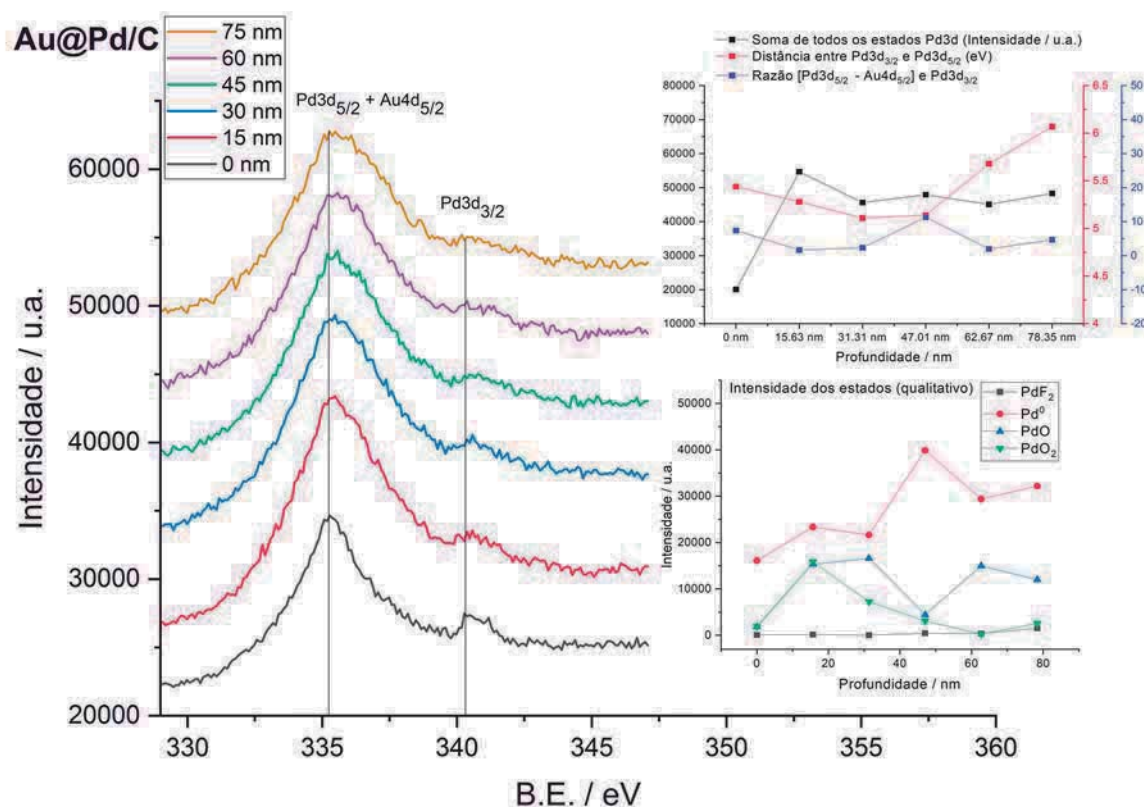 Au@Pd/C
75 nm
60 nm
45 nm
30 nm
15 nm
0 nm
Pd3d5/2 + Au4d5/2
Pd3d3/2
Intensidade / u.a.
60000
50000
40000
30000
20000
330
335
340
345
350
355
360
B.E. / eV
Soma de todos os estados Pd3d (Intensidade / u.a.)
Distância entre Pd3d3/2 e Pd3d5/2 (eV)
Razão [Pd3d5/2 - Au4d5/2] e Pd3d3/2
80000
70000
60000
50000
40000
30000
20000
10000
6.5
6
5.5
5
4.5
4
50
40
30
20
10
0
-10
-20
0 nm
15.63 nm
31.31 nm
47.01 nm
62.67 nm
78.35 nm
Profundidade / nm
Intensidade dos estados (qualitativo)
PdF2
Pd0
PdO
PdO2
Intensidade / u.a.
50000
40000
30000
20000
10000
0
0
20
40
60
80
Profundidade / nm